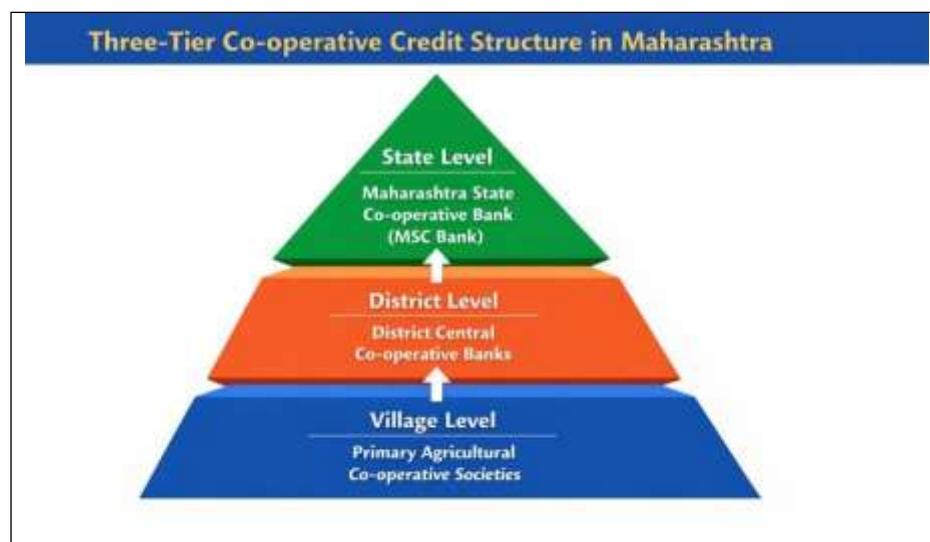 Three-Tier Co-operative Credit Structure in Maharashtra
State Level
Maharashtra State
Co-operative Bank
(MSC Bank)
District Level
District Central
Co-operative Banks
Village Level
Primary Agricultural
Co-operative Societies